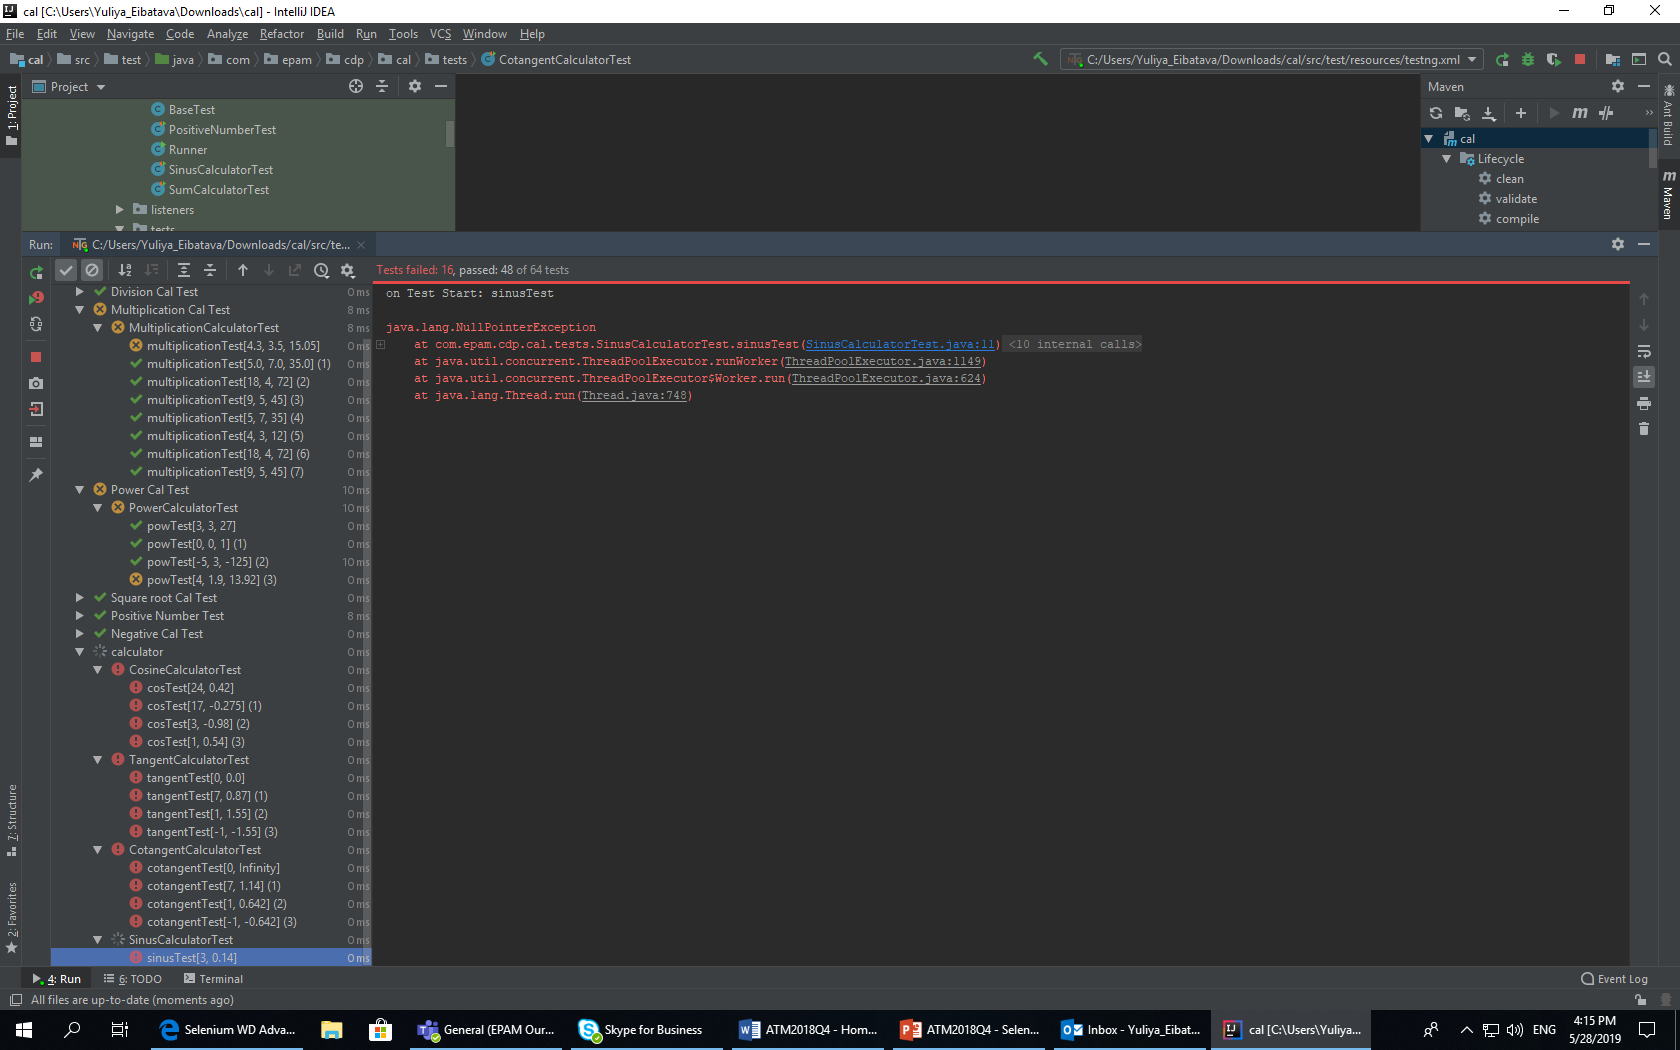 cal [C:\Users\Yuliya_Eibatava\Downloads\cal] - IntelliJ IDEA
File Edit View Navigate Code Analyze Refactor Build Run Tools VCS Window Help
cal src test java com epam cdp cal tests CotangentCalculatorTest
C:/Users/Yuliya_Eibatava/Downloads/cal/src/test/resources/testng.xml
Project
BaseTest
PositiveNumberTest
Runner
SinusCalculatorTest
SumCalculatorTest
listeners
tests
Maven
cal
Lifecycle
clean
validate
compile
1: Project
Ant Build
Maven
Run: C:/Users/Yuliya_Eibatava/Downloads/cal/src/te...
Tests failed: 16, passed: 48 of 64 tests
Division Cal Test 0 ms
Multiplication Cal Test 8 ms
MultiplicationCalculatorTest 8 ms
multiplicationTest[4.3, 3.5, 15.05] 0 ms
multiplicationTest[5.0, 7.0, 35.0] (1) 0 ms
multiplicationTest[18, 4, 72] (2) 0 ms
multiplicationTest[9, 5, 45] (3) 0 ms
multiplicationTest[5, 7, 35] (4) 0 ms
multiplicationTest[4, 3, 12] (5) 0 ms
multiplicationTest[18, 4, 72] (6) 0 ms
multiplicationTest[9, 5, 45] (7) 0 ms
Power Cal Test 10 ms
PowerCalculatorTest 10 ms
powTest[3, 3, 27] 0 ms
powTest[0, 0, 1] (1) 0 ms
powTest[-5, 3, -125] (2) 10 ms
powTest[4, 1.9, 13.92] (3) 0 ms
Square root Cal Test 0 ms
Positive Number Test 8 ms
Negative Cal Test 0 ms
calculator 0 ms
CosineCalculatorTest 0 ms
cosTest[24, 0.42] 0 ms
cosTest[17, -0.275] (1) 0 ms
cosTest[3, -0.98] (2) 0 ms
cosTest[1, 0.54] (3) 0 ms
TangentCalculatorTest 0 ms
tangentTest[0, 0.0] 0 ms
tangentTest[7, 0.87] (1) 0 ms
tangentTest[1, 1.55] (2) 0 ms
tangentTest[-1, -1.55] (3) 0 ms
CotangentCalculatorTest 0 ms
cotangentTest[0, Infinity] 0 ms
cotangentTest[7, 1.14] (1) 0 ms
cotangentTest[1, 0.642] (2) 0 ms
cotangentTest[-1, -0.642] (3) 0 ms
SinusCalculatorTest 0 ms
sinusTest[3, 0.14] 0 ms
on Test Start: sinusTest
java.lang.NullPointerException
at com.epam.cdp.cal.tests.SinusCalculatorTest.sinusTest(SinusCalculatorTest.java:11) <10 internal calls>
at java.util.concurrent.ThreadPoolExecutor.runWorker(ThreadPoolExecutor.java:1149)
at java.util.concurrent.ThreadPoolExecutor$Worker.run(ThreadPoolExecutor.java:624)
at java.lang.Thread.run(Thread.java:748)
7: Structure
2: Favorites
4: Run 6: TODO Terminal Event Log
All files are up-to-date (moments ago)
Selenium WD Adva... General (EPAM Our... Skype for Business ATM2018Q4 - Hom... ATM2018Q4 - Selen... Inbox - Yuliya_Eibat... cal [C:\Users\Yuliya... ENG
4:15 PM
5/28/2019